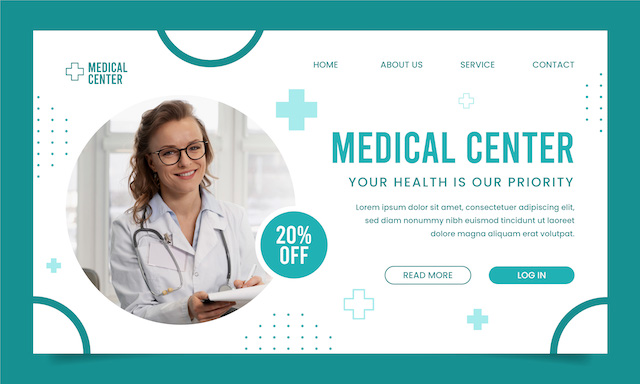 MEDICAL
CENTER
HOME ABOUT US SERVICE CONTACT
MEDICAL CENTER
YOUR HEALTH IS OUR PRIORITY
Lorem ipsum dolor sit amet, consectetuer adipiscing elit,
sed diam nonummy nibh euismod tincidunt ut laoreet
dolore magna aliquam erat volutpat.
20%
OFF
READ MORE LOG IN